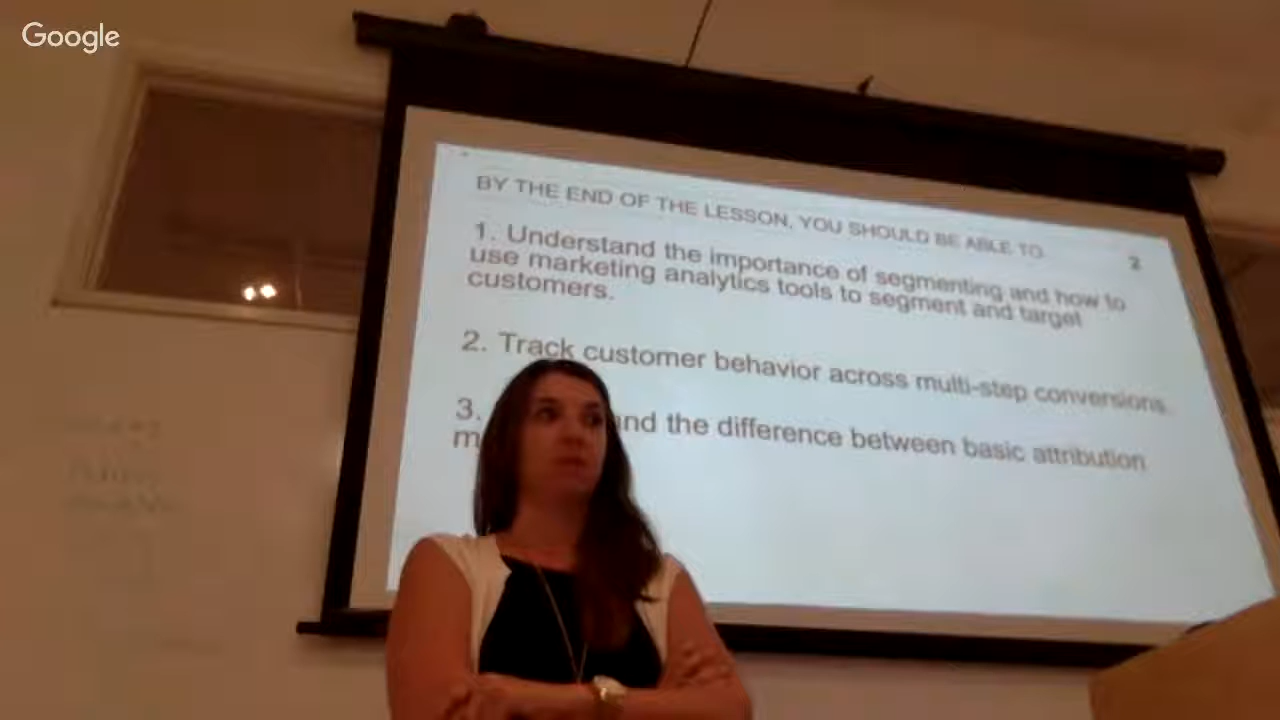 Google
BY THE END OF THE LESSON, YOU SHOULD BE ABLE TO
2
1. Understand the importance of segmenting and how to
use marketing analytics tools to segment and target
customers.
2. Track customer behavior across multi-step conversions.
3. and the difference between basic attribution
m